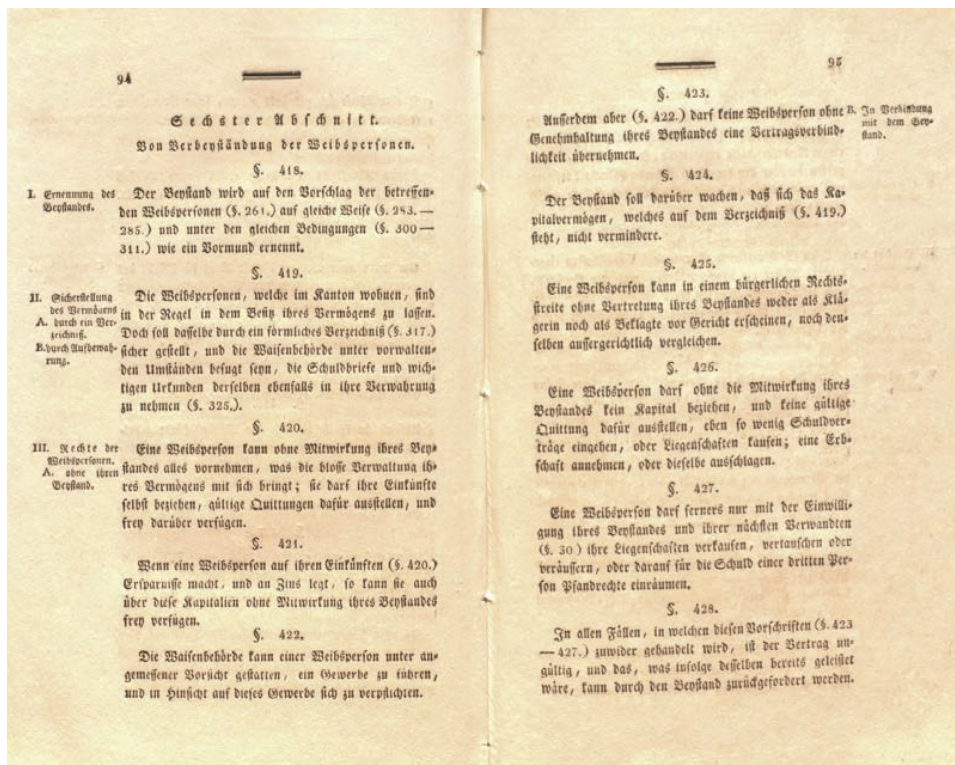 94
Sechster Abschnitt.
Von Verbeyständung der Weibspersonen.
§. 418.
I. Ernennung des
Beystandes.
Der Beystand wird auf den Vorschlag der betreffen-
den Weibspersonen (§. 261.) auf gleiche Weise (§. 283. —
285.) und unter den gleichen Bedingungen (§. 300 —
311.) wie ein Vormund ernennt.
§. 419.
II. Sicherstellung
des Vermögens
A. durch ein Ver-
zeichniß.
B. durch Aufbewah-
rung.
Die Weibspersonen, welche im Kanton wohnen, sind
in der Regel in dem Besitz ihres Vermögens zu lassen.
Doch soll dasselbe durch ein förmliches Verzeichniß (§. 317.)
sicher gestellt, und die Waisenbehörde unter vorwalten-
den Umständen befugt seyn, die Schuldbriefe und wich-
tigen Urkunden derselben ebenfalls in ihre Verwahrung
zu nehmen (§. 325.).
§. 420.
III. Rechte der
Weibspersonen.
A. ohne ihren
Beystand.
Eine Weibsperson kann ohne Mitwirkung ihres Bey-
standes alles vornehmen, was die blosse Verwaltung ih-
res Vermögens mit sich bringt; sie darf ihre Einkünfte
selbst beziehen, gültige Quittungen dafür ausstellen, und
frey darüber verfügen.
§. 421.
Wenn eine Weibsperson auf ihren Einkünften (§. 420.)
Ersparnisse macht, und an Zins legt, so kann sie auch
über diese Kapitalien ohne Mitwirkung ihres Beystandes
frey verfügen.
§. 422.
Die Waisenbehörde kann einer Weibsperson unter an-
gemessener Vorsicht gestatten, ein Gewerbe zu führen,
und in Hinsicht auf dieses Gewerbe sich zu verpflichten.
95
§. 423.
Ausserdem aber (§. 422.) darf keine Weibsperson ohne
Genehmhaltung ihres Beystandes eine Vertragsverbind-
lichkeit übernehmen.
B. In Verbindung
mit dem Bey-
stand.
§. 424.
Der Beystand soll darüber wachen, daß sich das Ka-
pitalvermögen, welches auf dem Verzeichniß (§. 419.)
steht, nicht vermindere.
§. 425.
Eine Weibsperson kann in einem bürgerlichen Rechts-
streite ohne Vertretung ihres Beystandes weder als Klä-
gerin noch als Beklagte vor Gericht erscheinen, noch den-
selben aussergerichtlich vergleichen.
§. 426.
Eine Weibsperson darf ohne die Mitwirkung ihres
Beystandes kein Kapital beziehen, und keine gültige
Quittung dafür ausstellen, eben so wenig Schuldver-
träge eingehen, oder Liegenschaften kaufen; eine Erb-
schaft annehmen, oder dieselbe ausschlagen.
§. 427.
Eine Weibsperson darf ferners nur mit der Einwilli-
gung ihres Beystandes und ihrer nächsten Verwandten
(§. 30) ihre Liegenschaften verkaufen, vertauschen oder
veräussern, oder darauf für die Schuld einer dritten Per-
son Pfandrechte einräumen.
§. 428.
In allen Fällen, in welchen diesen Vorschriften (§. 423
— 427.) zuwider gehandelt wird, ist der Vertrag un-
gültig, und das, was infolge desselben bereits geleistet
wäre, kann durch den Beystand zurückgefordert werden.